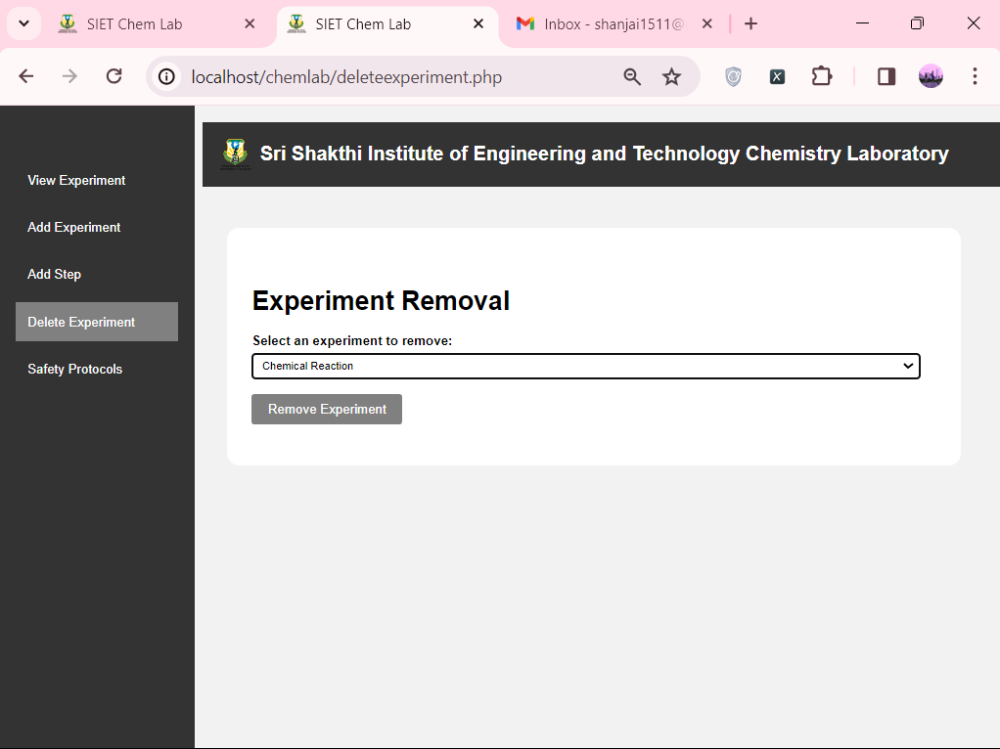 SIET Chem Lab
SIET Chem Lab
Inbox - shanjai1511@
localhost/chemlab/deleteexperiment.php
Sri Shakthi Institute of Engineering and Technology Chemistry Laboratory
View Experiment
Add Experiment
Add Step
Delete Experiment
Safety Protocols
Experiment Removal
Select an experiment to remove:
Chemical Reaction
Remove Experiment